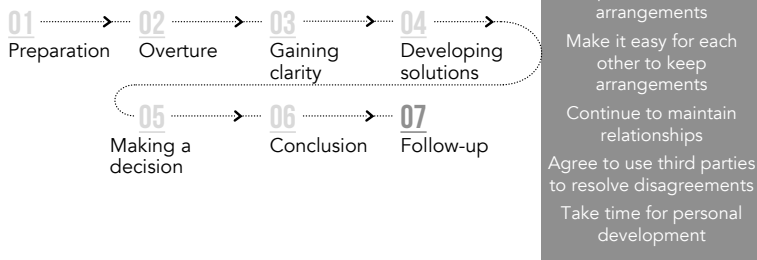 01
Preparation
02
Overture
03
Gaining
clarity
04
Developing
solutions
05
Making a
decision
06
Conclusion
07
Follow-up
arrangements
Make it easy for each
other to keep
arrangements
Continue to maintain
relationships
Agree to use third parties
to resolve disagreements
Take time for personal
development